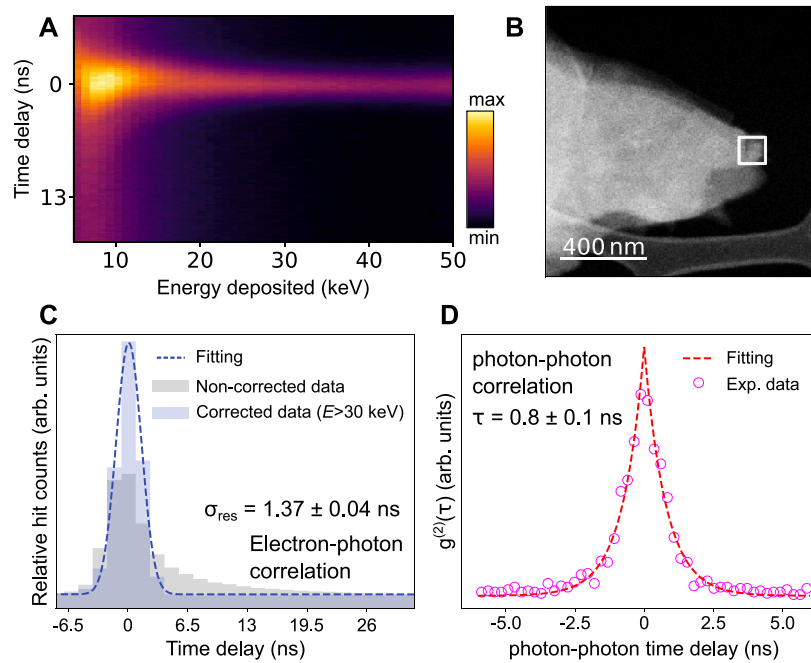 A
Time delay (ns)
0
13
10
20
30
40
50
Energy deposited (keV)
max
min
B
400 nm
C
Relative hit counts (arb. units)
Fitting
Non-corrected data
Corrected data (E>30 keV)
σres = 1.37 ± 0.04 ns
Electron-photon
correlation
-6.5
0
6.5
13
19.5
26
Time delay (ns)
D
g(2)(τ) (arb. units)
photon-photon
correlation
τ = 0.8 ± 0.1 ns
Fitting
Exp. data
-5.0
-2.5
0
2.5
5.0
photon-photon time delay (ns)